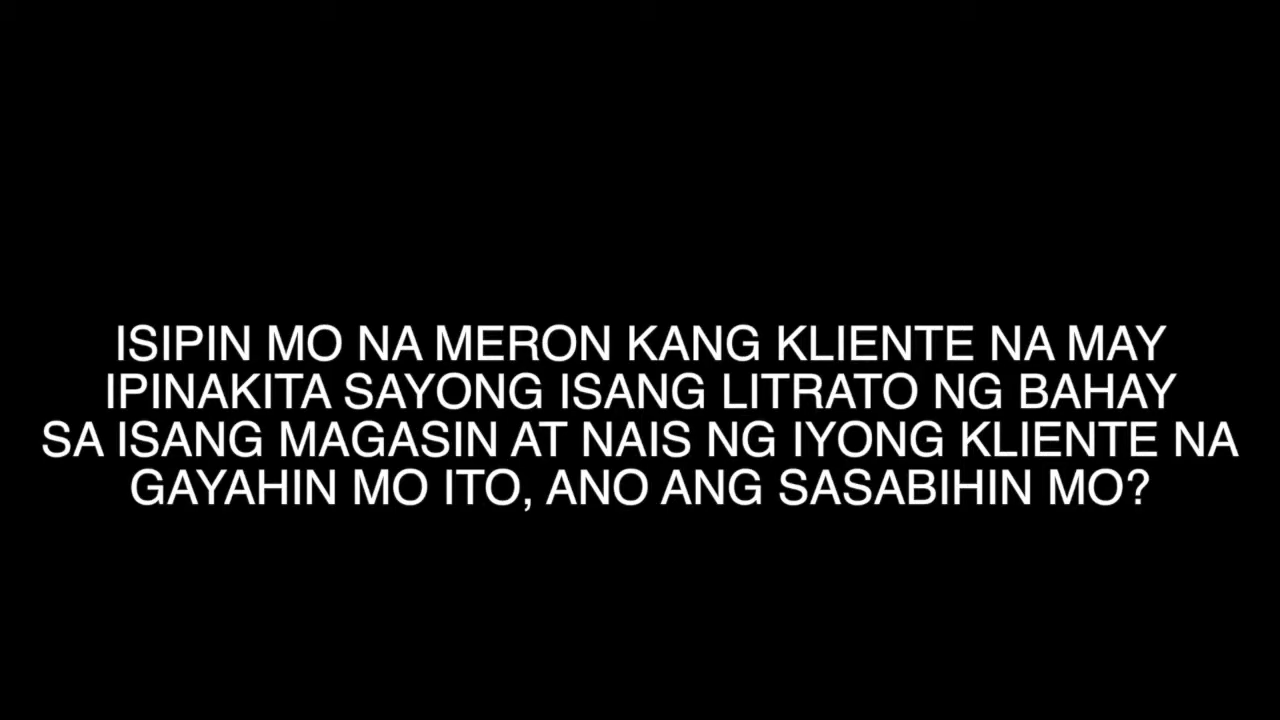 ISIPIN MO NA MERON KANG KLIENTE NA MAY
IPINAKITA SAYONG ISANG LITRATO NG BAHAY
SA ISANG MAGASIN AT NAIS NG IYONG KLIENTE NA
GAYAHIN MO ITO, ANO ANG SASABIHIN MO?